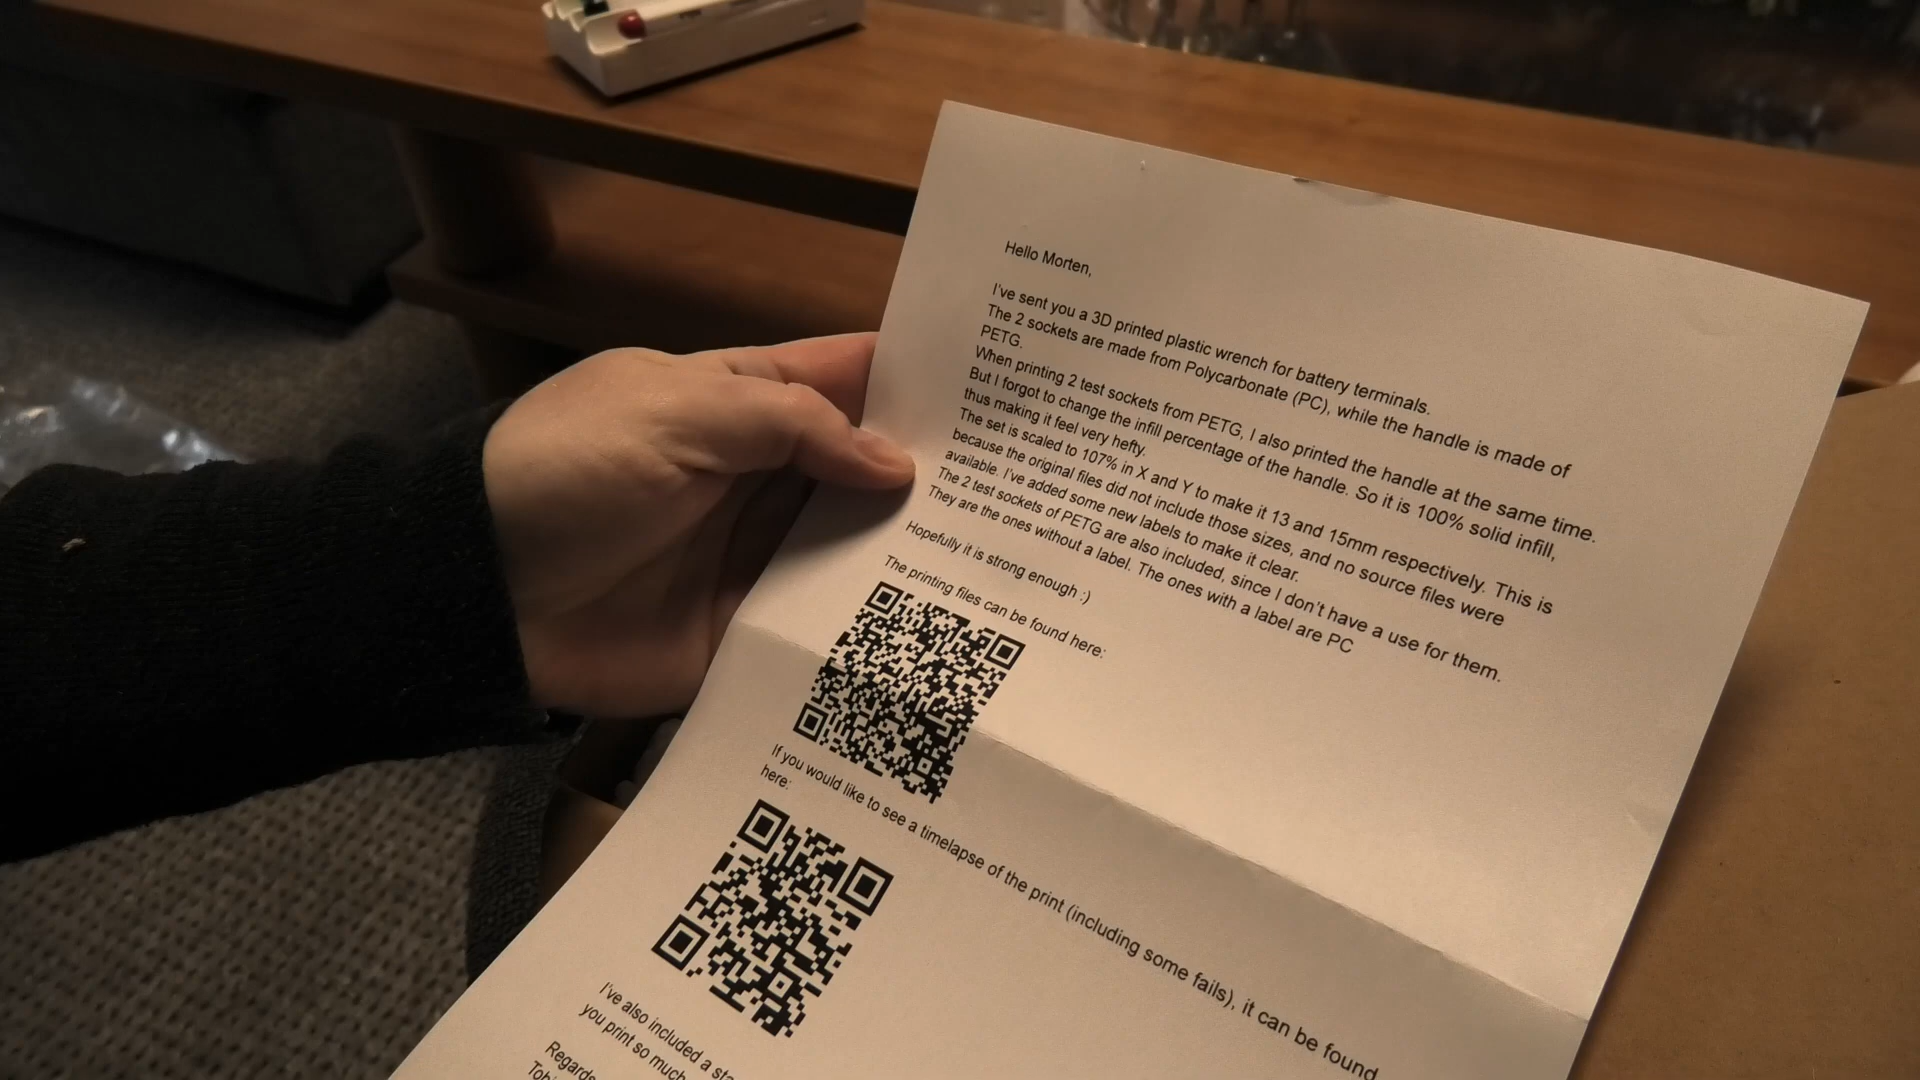 Hello Morten,
I've sent you a 3D printed plastic wrench for battery terminals.
The 2 sockets are made from Polycarbonate (PC), while the handle is made of
PETG.
When printing 2 test sockets from PETG, I also printed the handle at the same time.
But I forgot to change the infill percentage of the handle. So it is 100% solid infill,
thus making it feel very hefty.
The set is scaled to 107% in X and Y to make it 13 and 15mm respectively. This is
because the original files did not include those sizes, and no source files were
available. I've added some new labels to make it clear.
The 2 test sockets of PETG are also included, since I don't have a use for them.
They are the ones without a label. The ones with a label are PC
Hopefully it is strong enough :)
The printing files can be found here:
If you would like to see a timelapse of the print (including some fails), it can be found
here:
I've also included a
you print so much
Regards